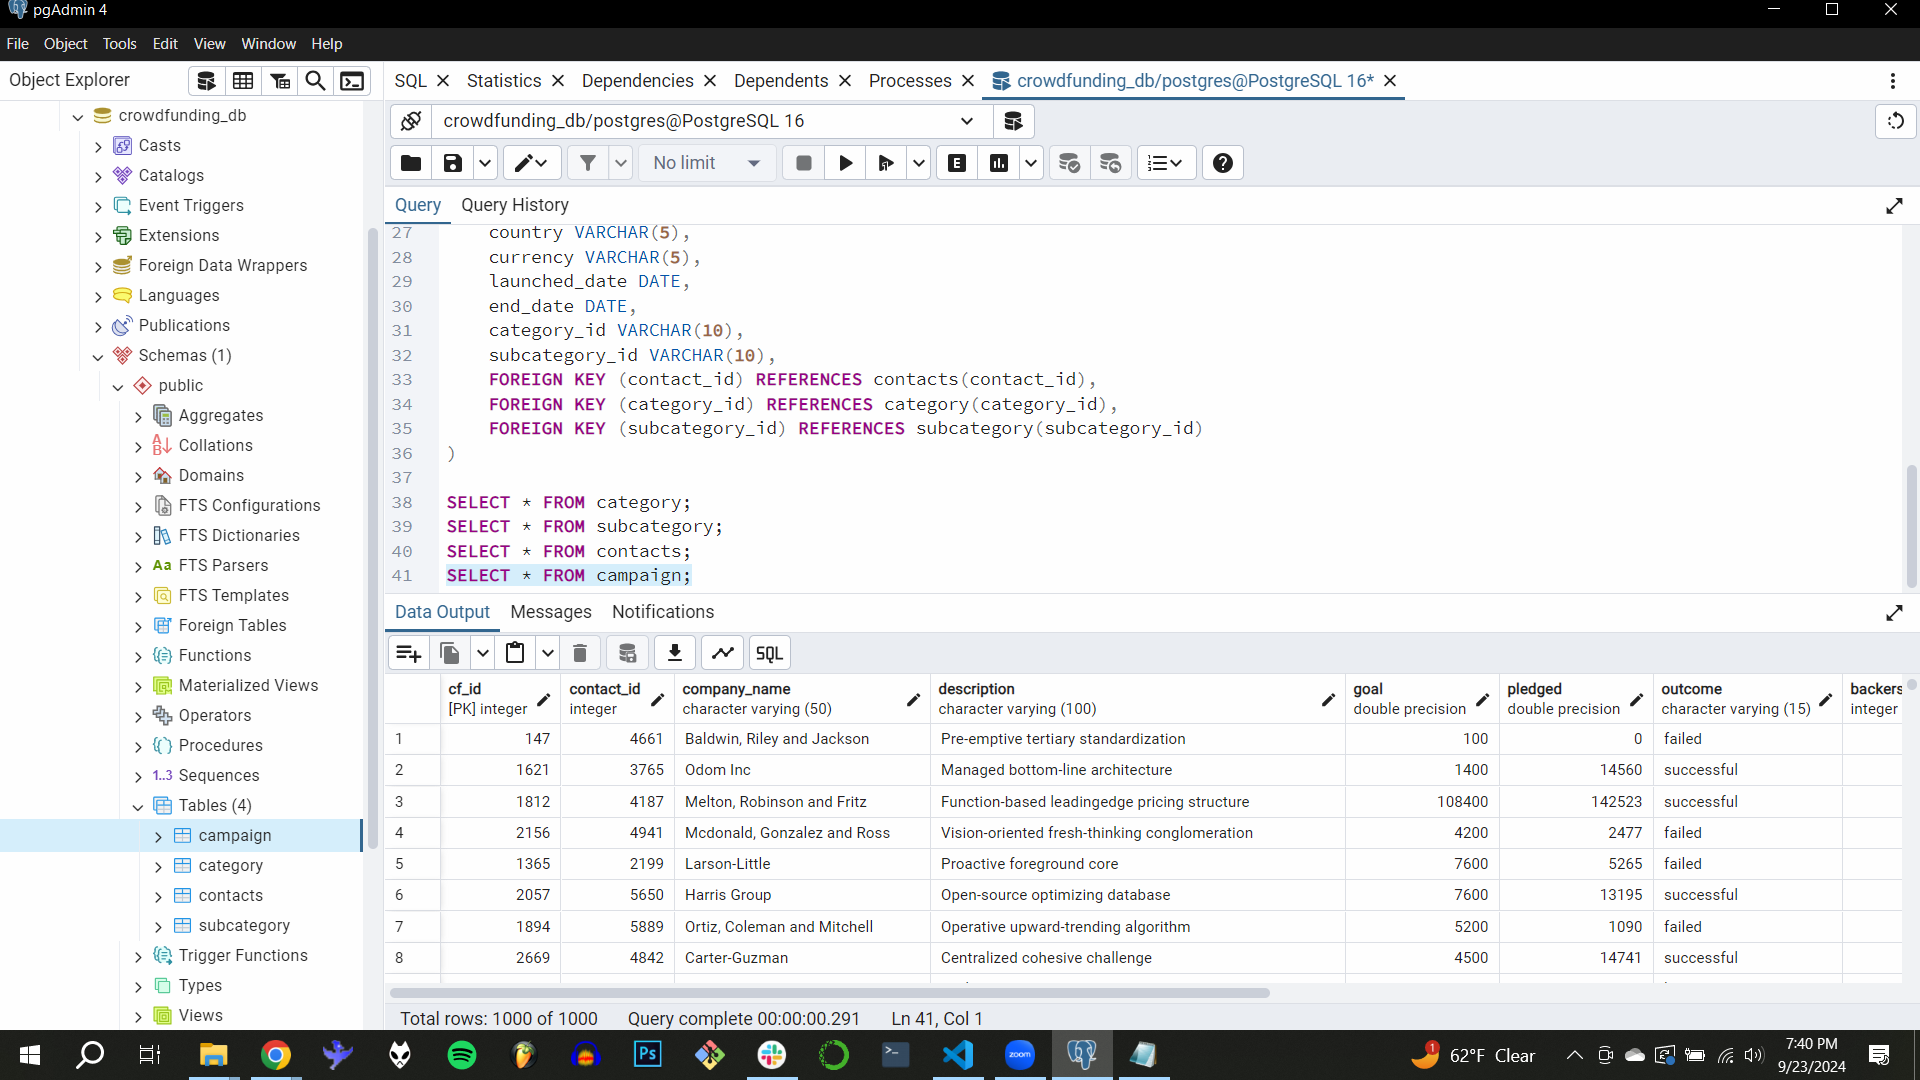 pgAdmin 4
File Object Tools Edit View Window Help
Object Explorer
SQL Statistics Dependencies Dependents Processes crowdfunding_db/postgres@PostgreSQL 16*
crowdfunding_db
Casts
Catalogs
Event Triggers
Extensions
Foreign Data Wrappers
Languages
Publications
Schemas (1)
public
Aggregates
Collations
Domains
FTS Configurations
FTS Dictionaries
Aa FTS Parsers
FTS Templates
Foreign Tables
Functions
Materialized Views
Operators
Procedures
1..3 Sequences
Tables (4)
campaign
category
contacts
subcategory
Trigger Functions
Types
Views
crowdfunding_db/postgres@PostgreSQL 16
No limit
E
Query Query History
27 country VARCHAR(5),
28 currency VARCHAR(5),
29 launched_date DATE,
30 end_date DATE,
31 category_id VARCHAR(10),
32 subcategory_id VARCHAR(10),
33 FOREIGN KEY (contact_id) REFERENCES contacts(contact_id),
34 FOREIGN KEY (category_id) REFERENCES category(category_id),
35 FOREIGN KEY (subcategory_id) REFERENCES subcategory(subcategory_id)
36 )
37
38 SELECT * FROM category;
39 SELECT * FROM subcategory;
40 SELECT * FROM contacts;
41 SELECT * FROM campaign;
Data Output Messages Notifications
SQL
cf_id contact_id company_name description goal pledged outcome backers
[PK] integer integer character varying (50) character varying (100) double precision double precision character varying (15) integer
1 147 4661 Baldwin, Riley and Jackson Pre-emptive tertiary standardization 100 0 failed
2 1621 3765 Odom Inc Managed bottom-line architecture 1400 14560 successful
3 1812 4187 Melton, Robinson and Fritz Function-based leadingedge pricing structure 108400 142523 successful
4 2156 4941 Mcdonald, Gonzalez and Ross Vision-oriented fresh-thinking conglomeration 4200 2477 failed
5 1365 2199 Larson-Little Proactive foreground core 7600 5265 failed
6 2057 5650 Harris Group Open-source optimizing database 7600 13195 successful
7 1894 5889 Ortiz, Coleman and Mitchell Operative upward-trending algorithm 5200 1090 failed
8 2669 4842 Carter-Guzman Centralized cohesive challenge 4500 14741 successful
Total rows: 1000 of 1000 Query complete 00:00:00.291 Ln 41, Col 1
Ps
zoom
1
62°F Clear
7:40 PM
9/23/2024